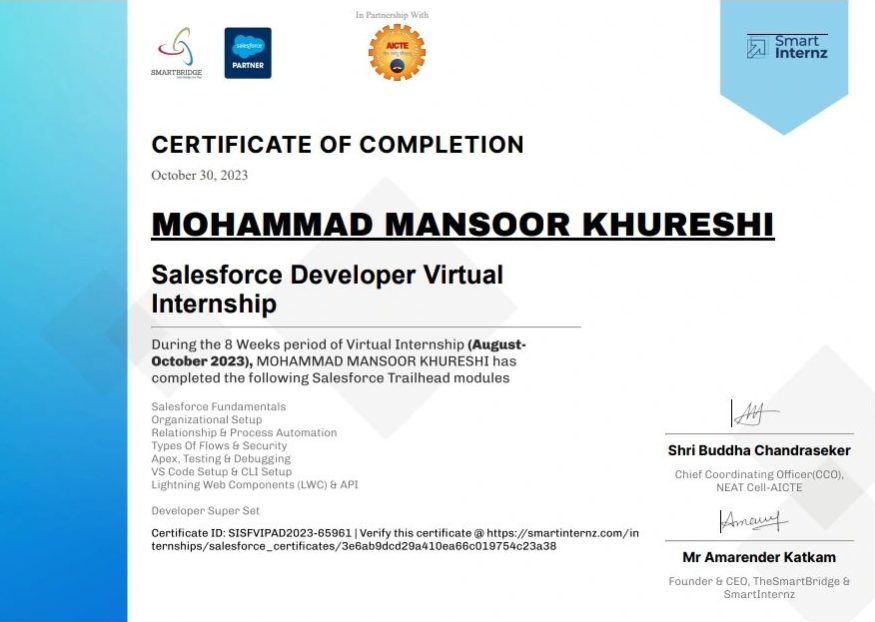 In Partnership With
SMARTBRIDGE
salesforce
PARTNER
AICTE
Smart
Internz
CERTIFICATE OF COMPLETION
October 30, 2023
MOHAMMAD MANSOOR KHURESHI
Salesforce Developer Virtual
Internship
During the 8 Weeks period of Virtual Internship (August-
October 2023), MOHAMMAD MANSOOR KHURESHI has
completed the following Salesforce Trailhead modules
Salesforce Fundamentals
Organizational Setup
Relationship & Process Automation
Types Of Flows & Security
Apex, Testing & Debugging
VS Code Setup & CLI Setup
Lightning Web Components (LWC) & API
Developer Super Set
Certificate ID: SISFVIPAD2023-65961 | Verify this certificate @ https://smartinternz.com/in
ternships/salesforce_certificates/3e6ab9dcd29a410ea66c019754c23a38
Shri Buddha Chandraseker
Chief Coordinating Officer(CCO),
NEAT Cell-AICTE
Mr Amarender Katkam
Founder & CEO, TheSmartBridge &
SmartInternz